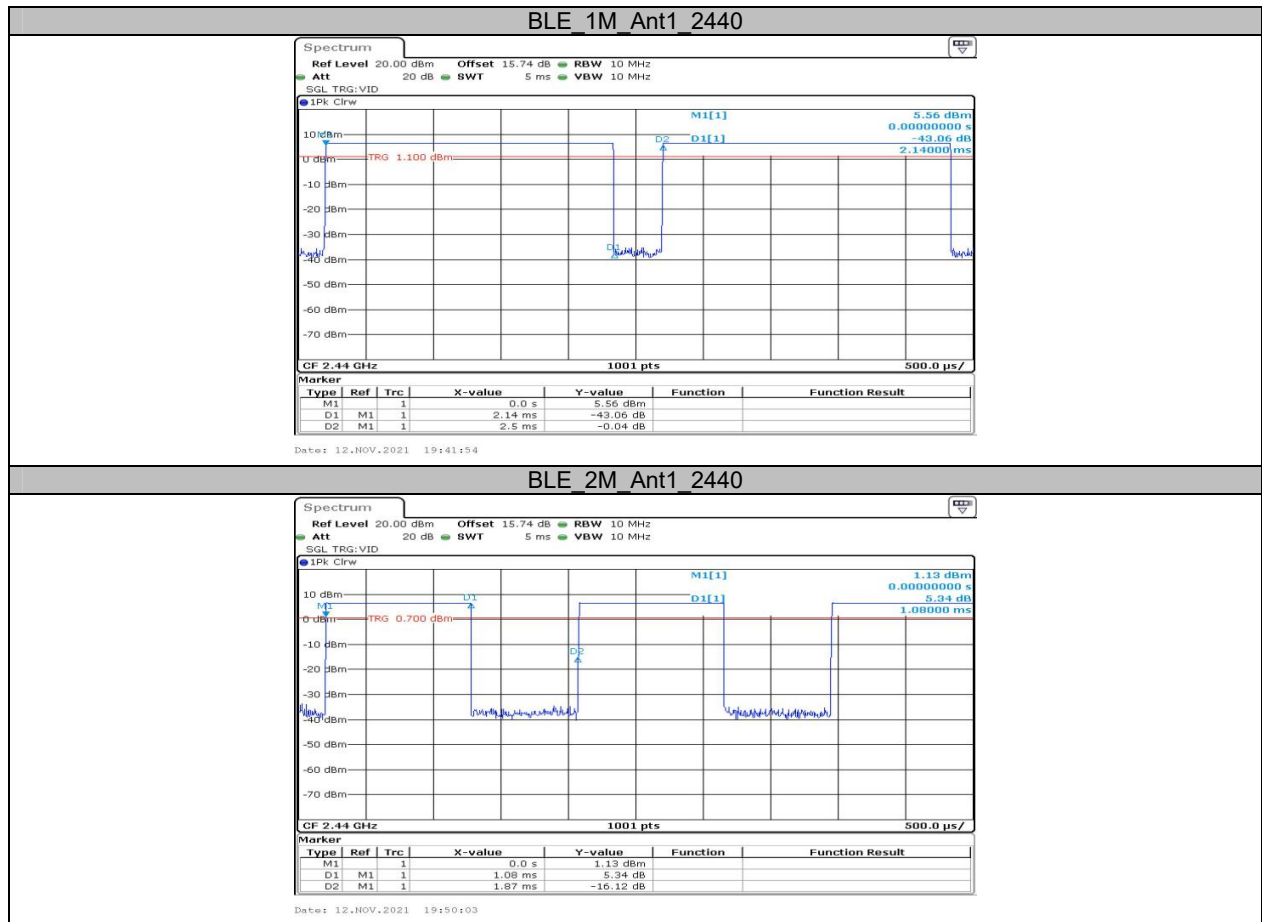 BLE_1M_Ant1_2440
Spectrum
Ref Level 20.00 dBm Offset 15.74 dB RBW 10 MHz
Att 20 dB SWT 5 ms VBW 10 MHz
SGL TRG:VID
1Pk Clrw
M1[1] 5.56 dBm
0.00000000 s
10 dBm M1 D2 D1[1] -43.06 dB
2.14000 ms
0 dBm TRG 1.100 dBm
-10 dBm
-20 dBm
-30 dBm
D1
-40 dBm
-50 dBm
-60 dBm
-70 dBm
CF 2.44 GHz 1001 pts 500.0 µs/
Marker
Type Ref Trc X-value Y-value Function Function Result
M1 1 0.0 s 5.56 dBm
D1 M1 1 2.14 ms -43.06 dB
D2 M1 1 2.5 ms -0.04 dB
Date: 12.NOV.2021 19:41:54
BLE_2M_Ant1_2440
Spectrum
Ref Level 20.00 dBm Offset 15.74 dB RBW 10 MHz
Att 20 dB SWT 5 ms VBW 10 MHz
SGL TRG:VID
1Pk Clrw
M1[1] 1.13 dBm
0.00000000 s
10 dBm D1 D1[1] 5.34 dB
M1 1.08000 ms
0 dBm TRG 0.700 dBm
-10 dBm
D2
-20 dBm
-30 dBm
-40 dBm
-50 dBm
-60 dBm
-70 dBm
CF 2.44 GHz 1001 pts 500.0 µs/
Marker
Type Ref Trc X-value Y-value Function Function Result
M1 1 0.0 s 1.13 dBm
D1 M1 1 1.08 ms 5.34 dB
D2 M1 1 1.87 ms -16.12 dB
Date: 12.NOV.2021 19:50:03